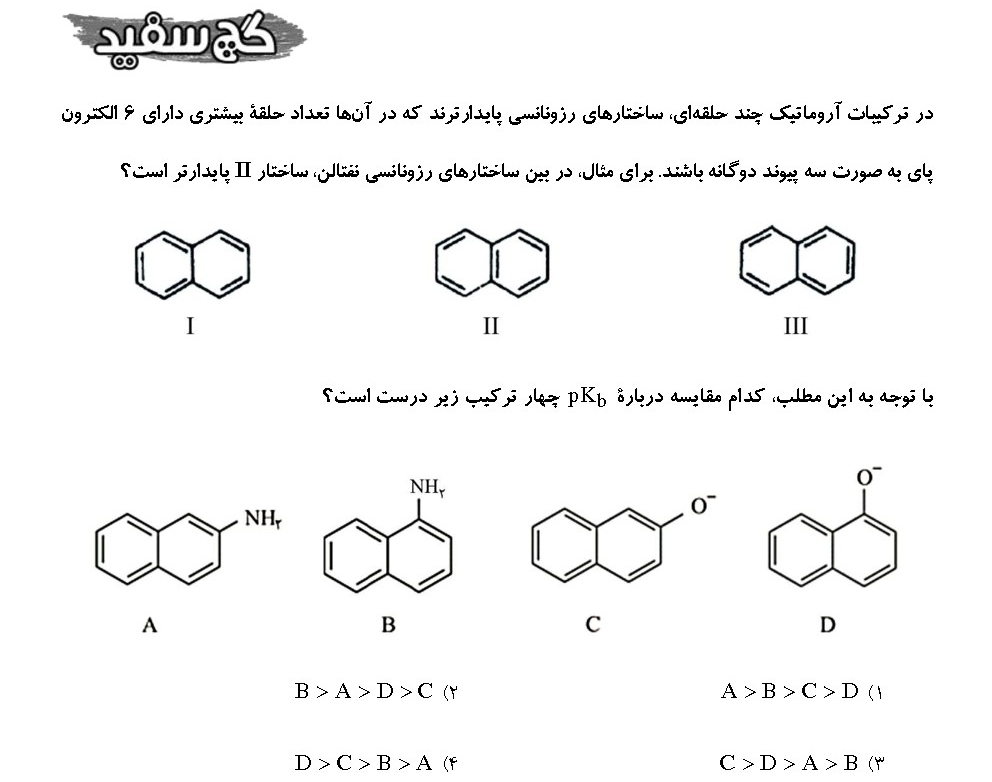 گچ سفید
در ترکیبات آروماتیک چند حلقه‌ای، ساختارهای رزونانسی پایدارترند که در آن‌ها تعداد حلقهٔ بیشتری دارای ۶ الکترون
پای به صورت سه پیوند دوگانه باشند. برای مثال، در بین ساختارهای رزونانسی نفتالن، ساختار II پایدارتر است؟
I II III
با توجه به این مطلب، کدام مقایسه دربارهٔ pKb چهار ترکیب زیر درست است؟
NH۲ NH۲ O⁻ O⁻
A B C D
۱) A > B > C > D ۲) B > A > D > C
۳) C > D > A > B ۴) D > C > B > A